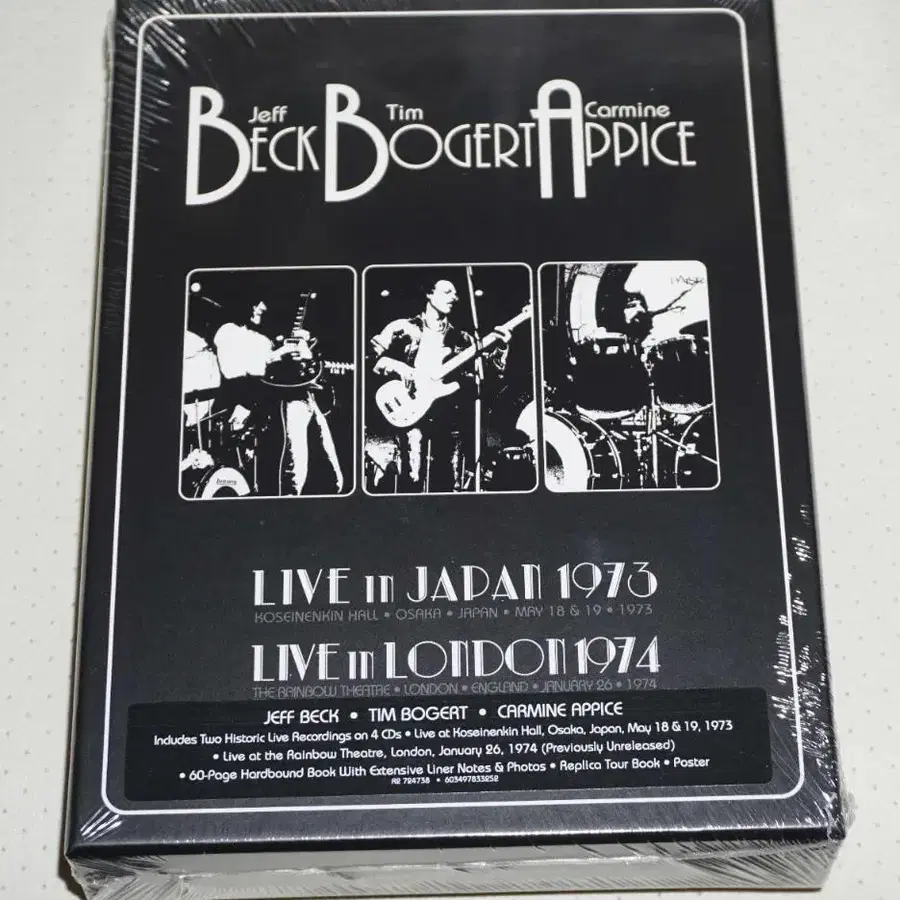 Jeff Tim Carmine
BECK BOGERT APPICE
LIVE in JAPAN 1973
KOSEINENKIN HALL • OSAKA • JAPAN • MAY 18 & 19 • 1973
LIVE in LONDON 1974
THE RAINBOW THEATRE • LONDON • ENGLAND • JANUARY 26 • 1974
JEFF BECK • TIM BOGERT • CARMINE APPICE
Includes Two Historic Live Recordings on 4 CDs • Live at Koseinenkin Hall, Osaka, Japan, May 18 & 19, 1973
• Live at the Rainbow Theatre, London, January 26, 1974 (Previously Unreleased)
• 60-Page Hardbound Book With Extensive Liner Notes & Photos • Replica Tour Book • Poster
R2 724738 • 603497833252